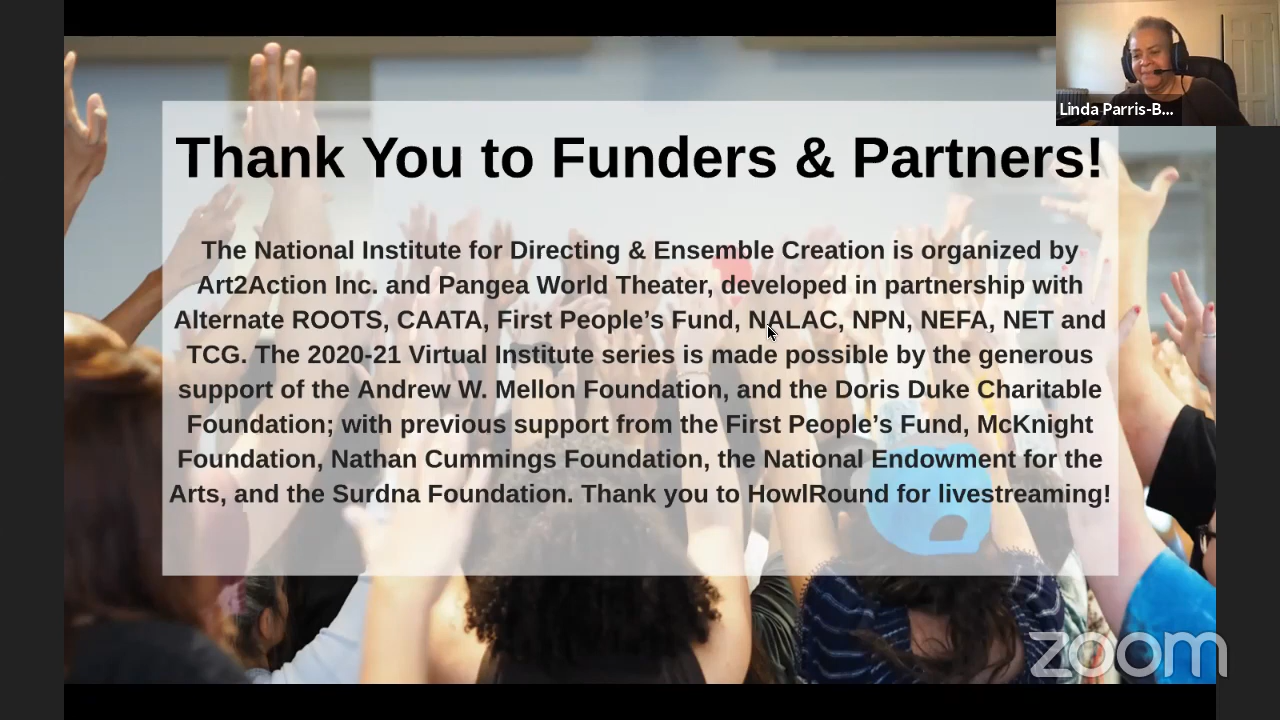 Linda Parris-B...
Thank You to Funders & Partners!
The National Institute for Directing & Ensemble Creation is organized by
Art2Action Inc. and Pangea World Theater, developed in partnership with
Alternate ROOTS, CAATA, First People’s Fund, NALAC, NPN, NEFA, NET and
TCG. The 2020-21 Virtual Institute series is made possible by the generous
support of the Andrew W. Mellon Foundation, and the Doris Duke Charitable
Foundation; with previous support from the First People’s Fund, McKnight
Foundation, Nathan Cummings Foundation, the National Endowment for the
Arts, and the Surdna Foundation. Thank you to HowlRound for livestreaming!
zoom